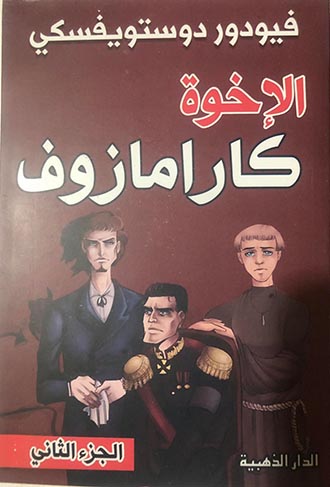 فيودور دوستويفسكي
الإخوة
كارامازوف
الجزء الثاني
الدار الذهبية